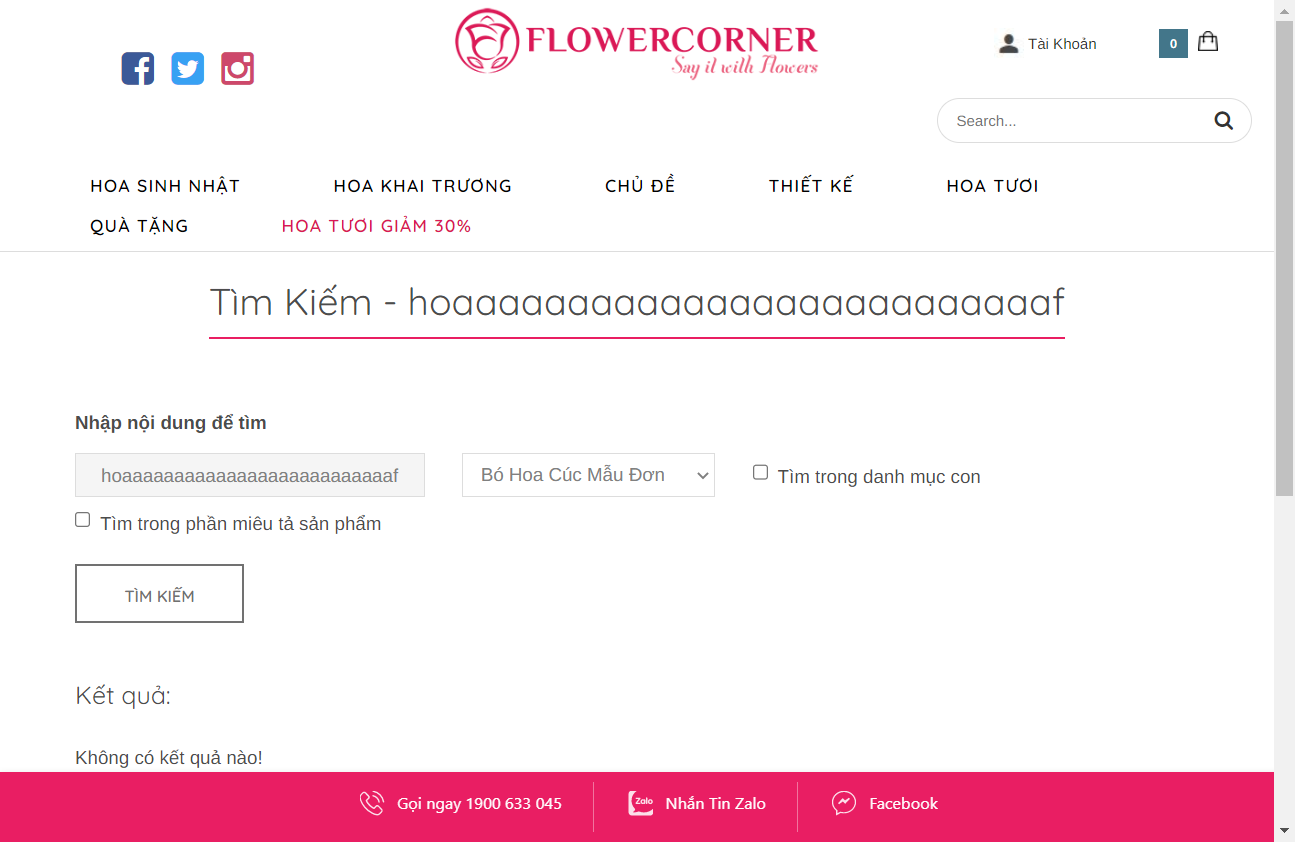 FLOWERCORNER
Say it with Flowers
Tài Khoản
0
Search...
HOA SINH NHẬT HOA KHAI TRƯƠNG CHỦ ĐỀ THIẾT KẾ HOA TƯƠI
QUÀ TẶNG HOA TƯƠI GIẢM 30%
Tìm Kiếm - hoaaaaaaaaaaaaaaaaaaaaaaaaaaf
Nhập nội dung để tìm
hoaaaaaaaaaaaaaaaaaaaaaaaaaaf Bó Hoa Cúc Mẫu Đơn Tìm trong danh mục con
Tìm trong phần miêu tả sản phẩm
TÌM KIẾM
Kết quả:
Không có kết quả nào!
Gọi ngay 1900 633 045 Zalo Nhắn Tin Zalo Facebook